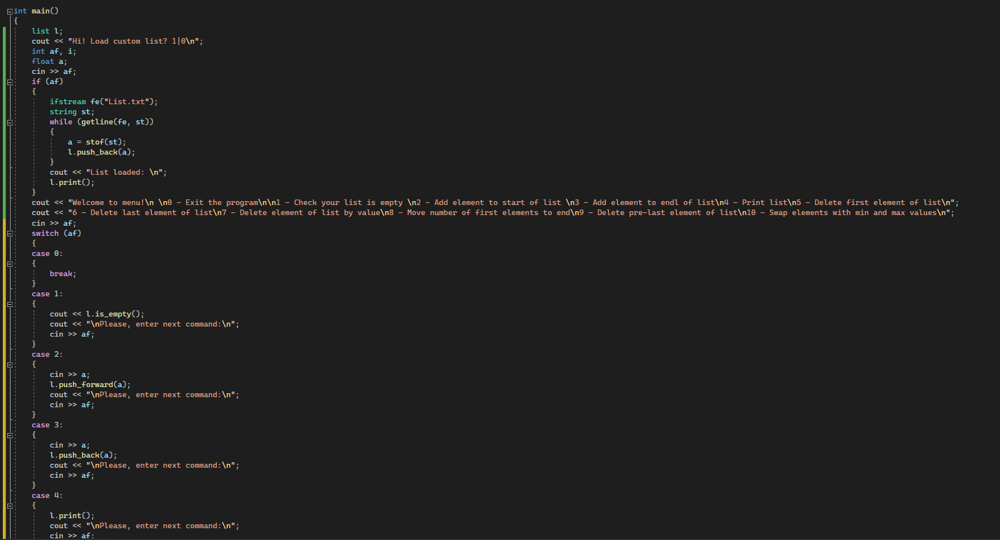 int main()
{
    list l;
    cout << "Hi! Load custom list? 1|0\n";
    int af, i;
    float a;
    cin >> af;
    if (af)
    {
        ifstream fe("List.txt");
        string st;
        while (getline(fe, st))
        {
            a = stof(st);
            l.push_back(a);
        }
        cout << "List loaded: \n";
        l.print();
    }
    cout << "Welcome to menu!\n \n0 - Exit the program\n\n1 - Check your list is empty \n2 - Add element to start of list \n3 - Add element to endl of list\n4 - Print list\n5 - Delete first element of list\n";
    cout << "6 - Delete last element of list\n7 - Delete element of list by value\n8 - Move number of first elements to end\n9 - Delete pre-last element of list\n10 - Swap elements with min and max values\n";
    cin >> af;
    switch (af)
    {
    case 0:
    {
        break;
    }
    case 1:
    {
        cout << l.is_empty();
        cout << "\nPlease, enter next command:\n";
        cin >> af;
    }
    case 2:
    {
        cin >> a;
        l.push_forward(a);
        cout << "\nPlease, enter next command:\n";
        cin >> af;
    }
    case 3:
    {
        cin >> a;
        l.push_back(a);
        cout << "\nPlease, enter next command:\n";
        cin >> af;
    }
    case 4:
    {
        l.print();
        cout << "\nPlease, enter next command:\n";
        cin >> af;